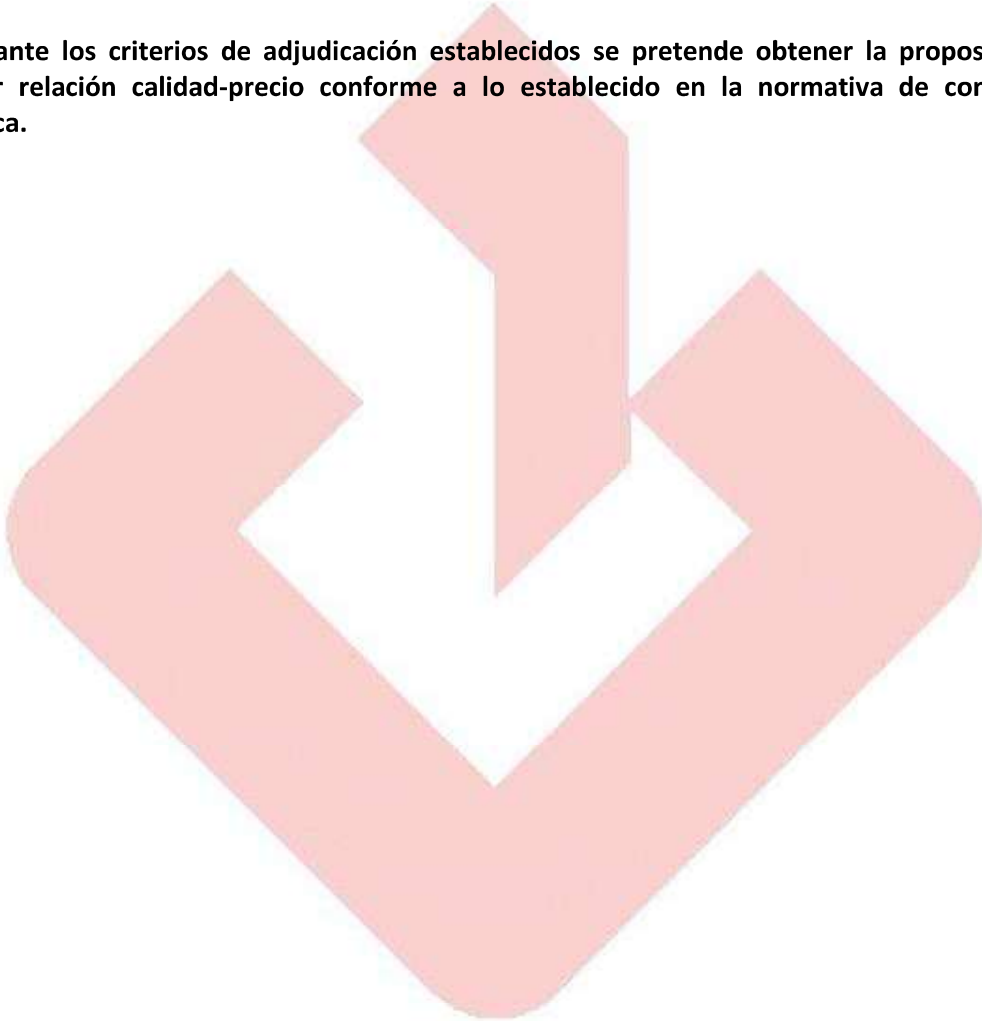 ante los criterios de adjudicación establecidos se pretende obtener la propos
r relación calidad-precio conforme a lo establecido en la normativa de con
ca.